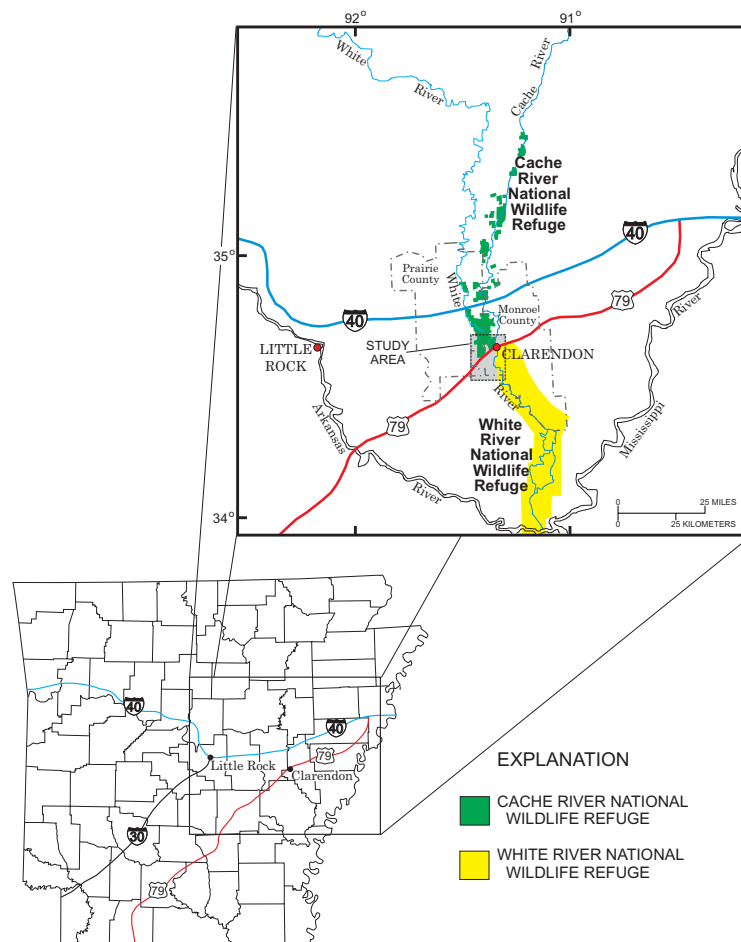 92°
91°
White
River
Cache
River
Cache
River
National
Wildlife
Refuge
40
35°
Prairie
County
White
79
River
Monroe
County
40
STUDY
AREA
LITTLE
ROCK
CLARENDON
River
79
Arkansas
White
River
National
Wildlife
Refuge
Mississippi
River
34°
0 25 MILES
0 25 KILOMETERS
40
40
79
Little Rock
Clarendon
30
79
EXPLANATION
CACHE RIVER NATIONAL
WILDLIFE REFUGE
WHITE RIVER NATIONAL
WILDLIFE REFUGE